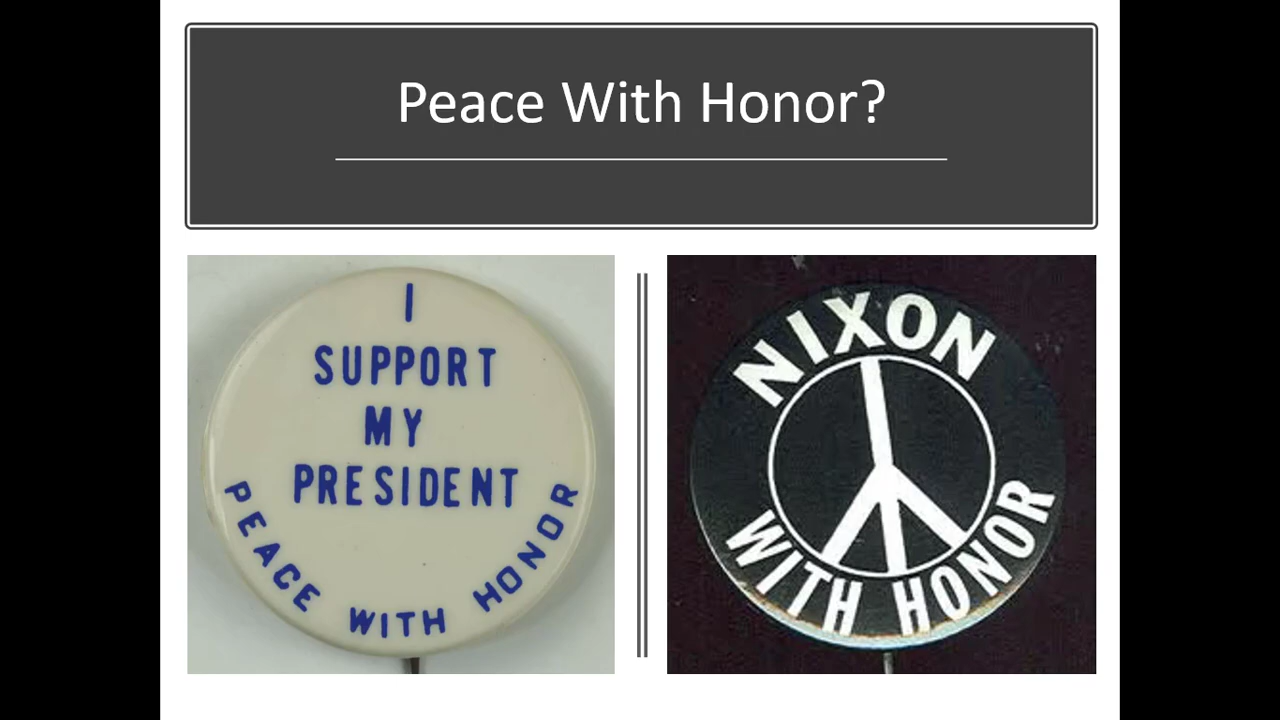 Peace With Honor?
I
SUPPORT
MY
PRESIDENT
PEACE WITH HONOR
NIXON
WITH HONOR